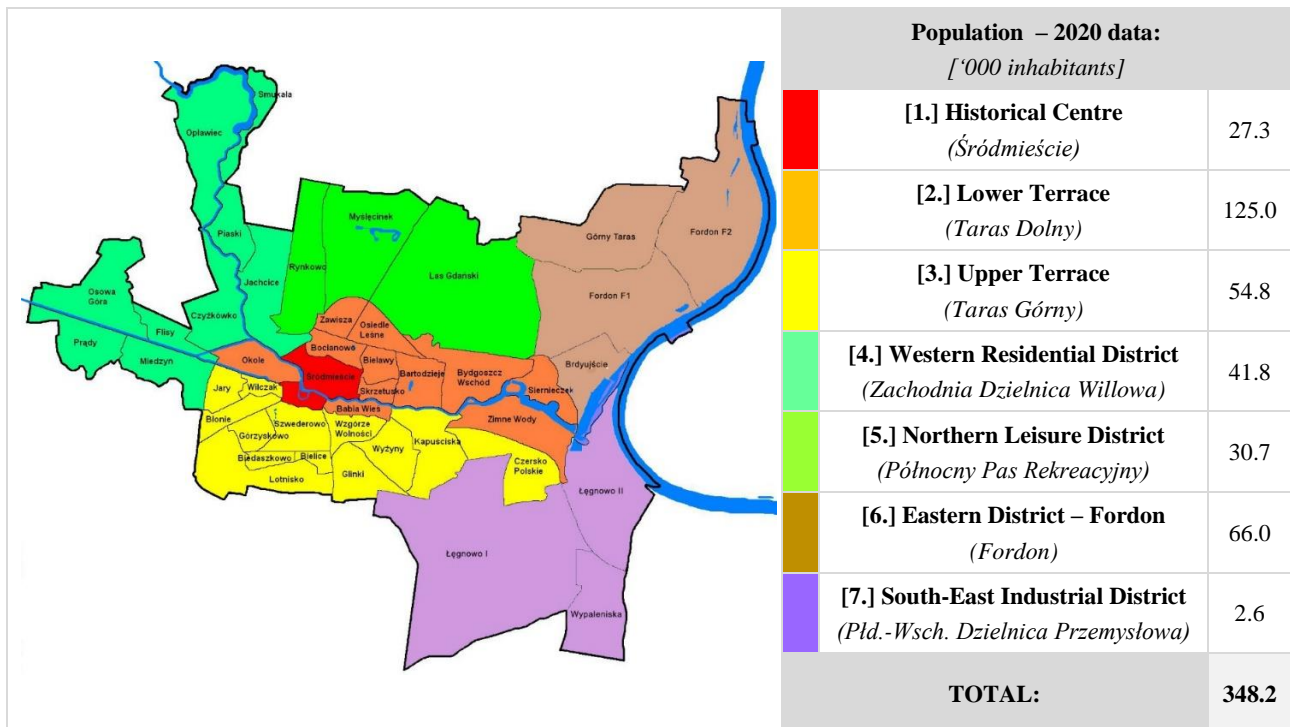 Smukała
Opławiec
Piaski
Jachcice
Rynkowo
Myślęcinek
Las Gdański
Górny Taras
Fordon F2
Fordon F1
Osowa
Góra
Flisy
Czyżkówko
Prądy
Miedzyn
Zawisza
Osiedle
Leśne
Bocianowo
Okole
Śródmieście
Bielawy
Bartodzieje
Bydgoszcz
Wschód
Brdyujście
Siernieczek
Skrzetusko
Jary
Wilczak
Babia Wies
Zimne Wody
Błonie
Szwederowo
Wzgórze
Wolności
Górzyskowo
Wyżyny
Kapuściska
Biedaszkowo
Bielice
Glinki
Lotnisko
Czersko
Polskie
Łęgnowo II
Łęgnowo I
Wypaleniska
Population – 2020 data:
[‘000 inhabitants]
[1.] Historical Centre
(Śródmieście)
27.3
[2.] Lower Terrace
(Taras Dolny)
125.0
[3.] Upper Terrace
(Taras Górny)
54.8
[4.] Western Residential District
(Zachodnia Dzielnica Willowa)
41.8
[5.] Northern Leisure District
(Północny Pas Rekreacyjny)
30.7
[6.] Eastern District – Fordon
(Fordon)
66.0
[7.] South-East Industrial District
(Płd.-Wsch. Dzielnica Przemysłowa)
2.6
TOTAL:
348.2